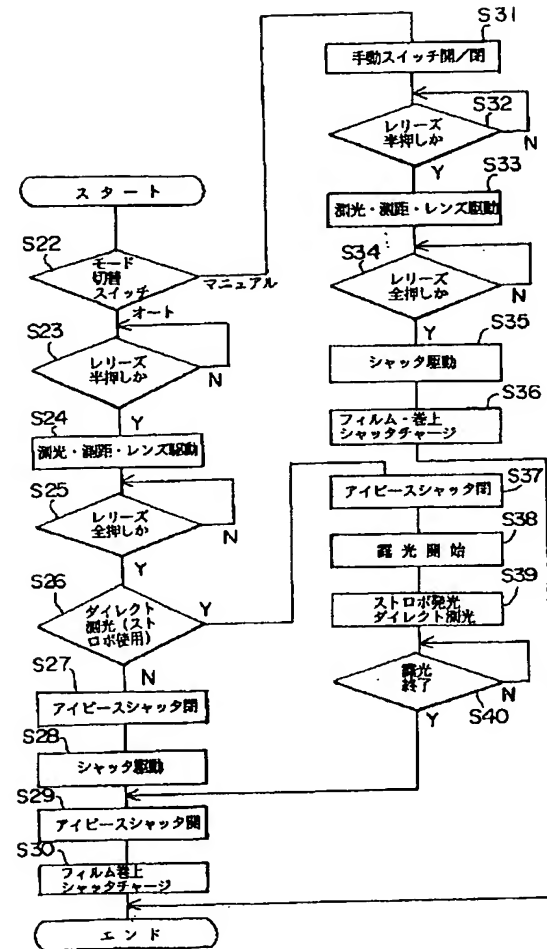 スタート
S22
モード
切替
スイッチ
マニュアル
オート
S23
レリーズ
半押しか
N
Y
S24
測光・測距・レンズ駆動
S25
レリーズ
全押しか
N
Y
S26
ダイレクト
測光(スト
ロボ使用)
Y
N
S27
アイピースシャッタ閉
S28
シャッタ駆動
S29
アイピースシャッタ開
S30
フィルム巻上
シャッタチャージ
エンド
S31
手動スイッチ開/閉
S32
レリーズ
半押しか
N
Y
S33
測光・測距・レンズ駆動
S34
レリーズ
全押しか
N
Y
S35
シャッタ駆動
S36
フィルム・巻上
シャッタチャージ
S37
アイピースシャッタ閉
S38
露光開始
S39
ストロボ発光
ダイレクト測光
露光
終了
N
S40
Y